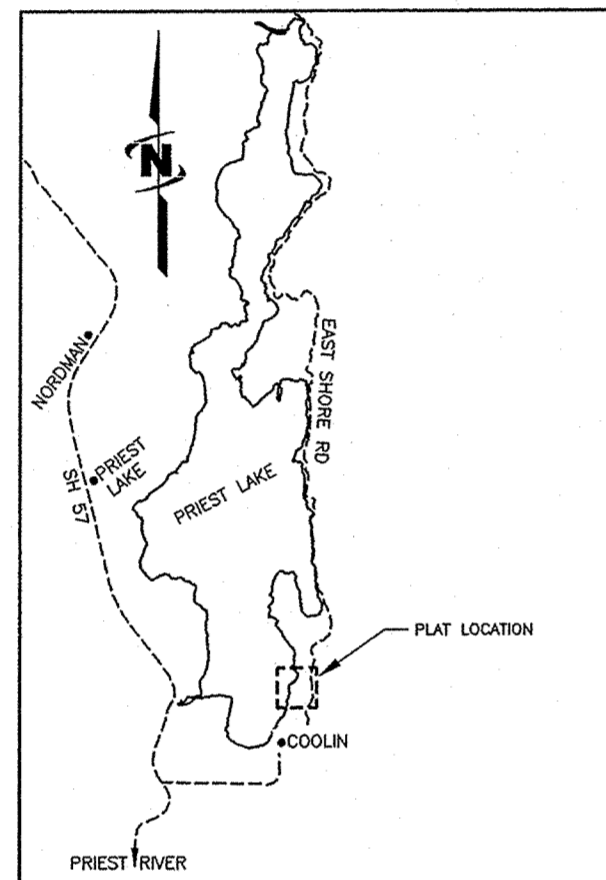 N
NORDMAN
EAST SHORE RD
PRIEST
LAKE
PRIEST LAKE
SH 57
PLAT LOCATION
COOLIN
PRIEST RIVER